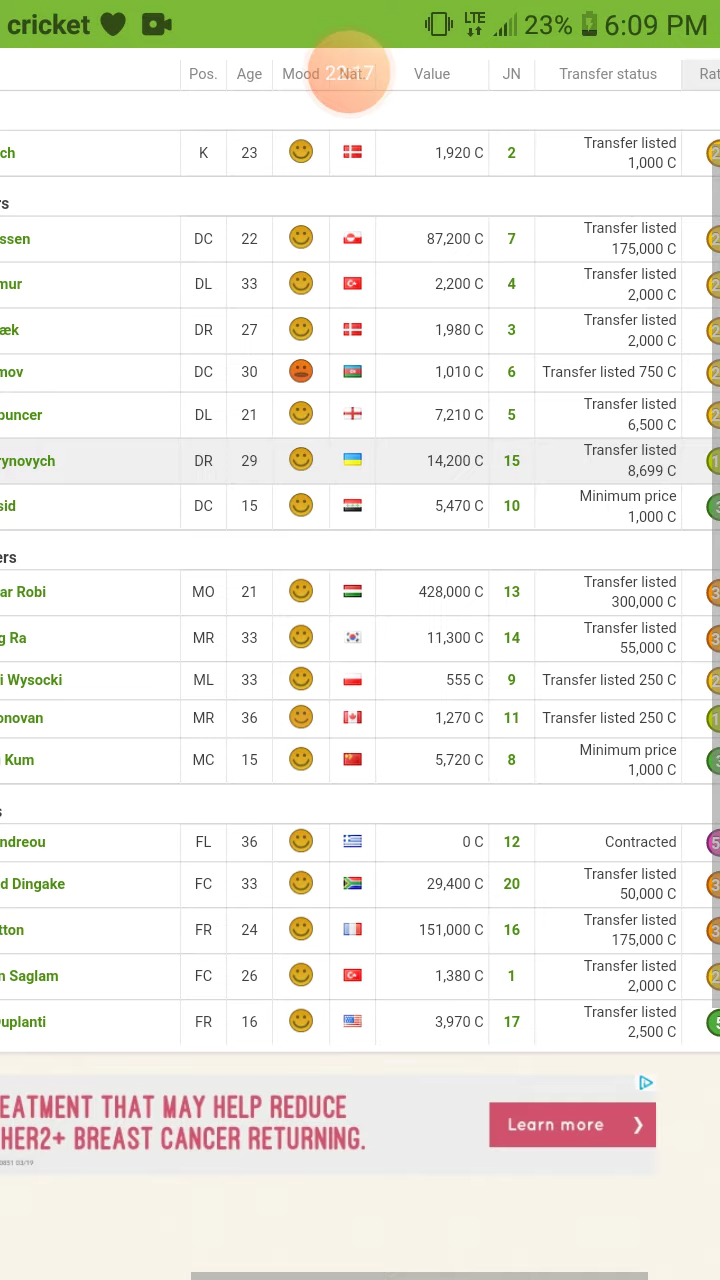 cricket 23% 6:09 PM
LTE
Pos. Age Mood Nat. Value JN Transfer status Rat
22:17
ch K 23 1,920 C 2 Transfer listed
1,000 C
rs
ssen DC 22 87,200 C 7 Transfer listed
175,000 C
mur DL 33 2,200 C 4 Transfer listed
2,000 C
æk DR 27 1,980 C 3 Transfer listed
2,000 C
mov DC 30 1,010 C 6 Transfer listed 750 C
ouncer DL 21 7,210 C 5 Transfer listed
6,500 C
rynovych DR 29 14,200 C 15 Transfer listed
8,699 C
sid DC 15 5,470 C 10 Minimum price
1,000 C
ers
ar Robi MO 21 428,000 C 13 Transfer listed
300,000 C
g Ra MR 33 11,300 C 14 Transfer listed
55,000 C
i Wysocki ML 33 555 C 9 Transfer listed 250 C
onovan MR 36 1,270 C 11 Transfer listed 250 C
Kum MC 15 5,720 C 8 Minimum price
1,000 C
s
ndreou FL 36 0 C 12 Contracted 5
d Dingake FC 33 29,400 C 20 Transfer listed
50,000 C
tton FR 24 151,000 C 16 Transfer listed
175,000 C
n Saglam FC 26 1,380 C 1 Transfer listed
2,000 C
Duplanti FR 16 3,970 C 17 Transfer listed
2,500 C
EATMENT THAT MAY HELP REDUCE
HER2+ BREAST CANCER RETURNING.
Learn more
0851 03/19